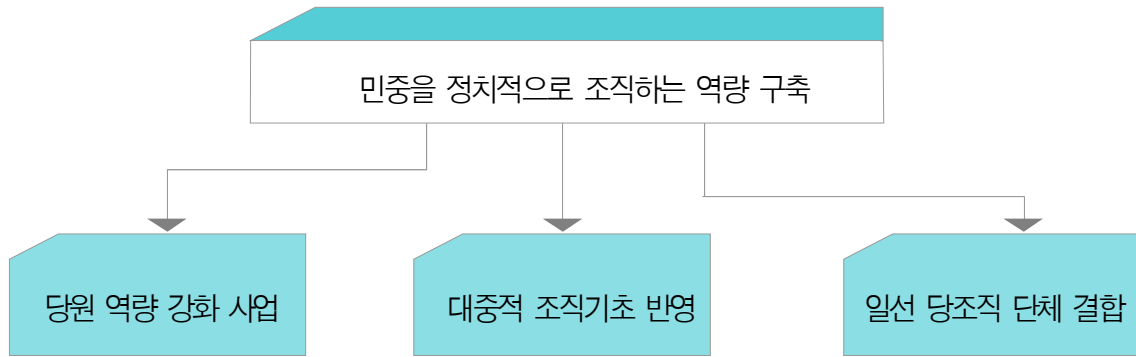 민중을 정치적으로 조직하는 역량 구축
당원 역량 강화 사업
대중적 조직기초 반영
일선 당조직 단체 결합